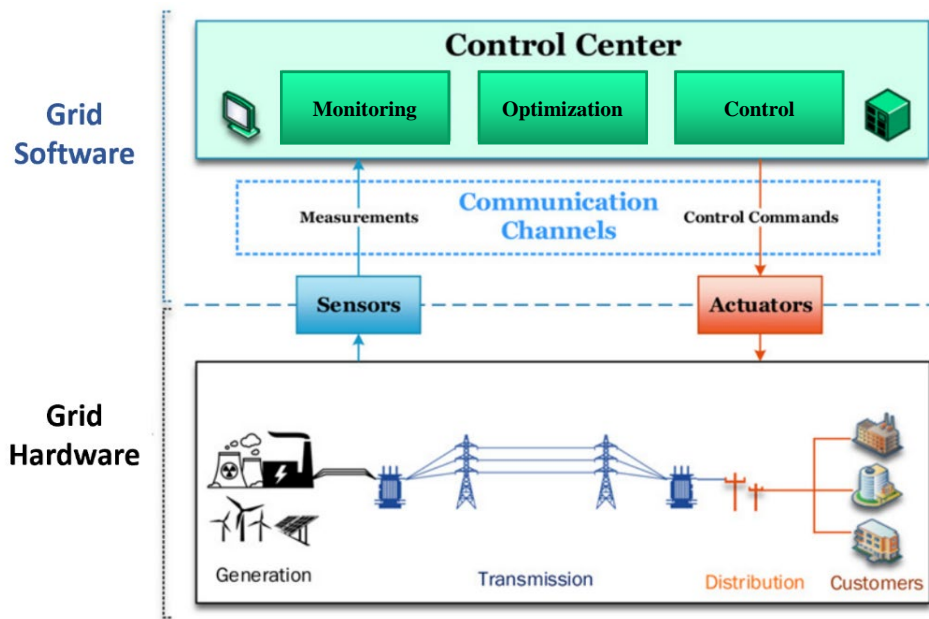 Control Center
Monitoring
Optimization
Control
Grid
Software
Measurements
Communication
Channels
Control Commands
Sensors
Actuators
Grid
Hardware
Generation
Transmission
Distribution
Customers